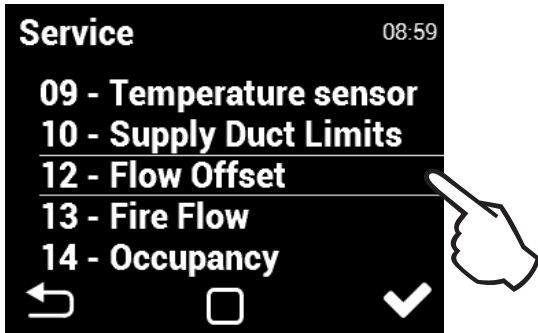 Service
08:59
09 - Temperature sensor
10 - Supply Duct Limits
12 - Flow Offset
13 - Fire Flow
14 - Occupancy